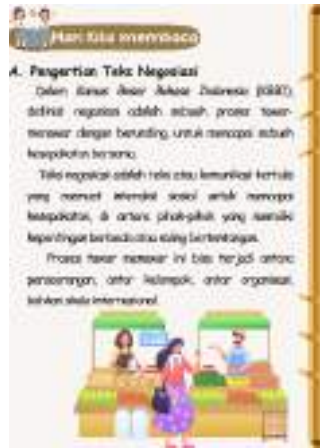 Mari Kita membaca
A. Pengertian Teks Negosiasi
Dalam Kamus Besar Bahasa Indonesia (KBBI),
definisi negosiasi adalah sebuah proses tawar-
menawar dengan berunding, untuk mencapai sebuah
kesepakatan bersama.
Teks negosiasi adalah teks atau komunikasi tertulis
yang memuat interaksi sosial untuk mencapai
kesepakatan, di antara pihak-pihak yang memiliki
kepentingan berbeda atau saling bertentangan.
Proses tawar menawar ini bisa terjadi antara
perseorangan, antar kelompok, antar organisasi,
bahkan skala internasional.